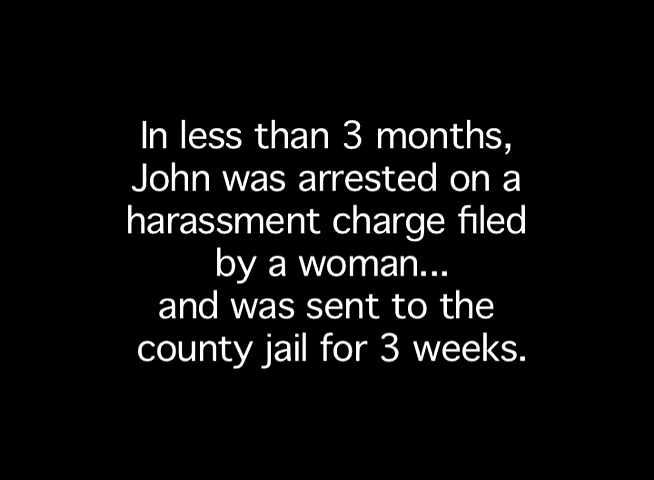 In less than 3 months,
John was arrested on a
harassment charge filed
by a woman...
and was sent to the
county jail for 3 weeks.